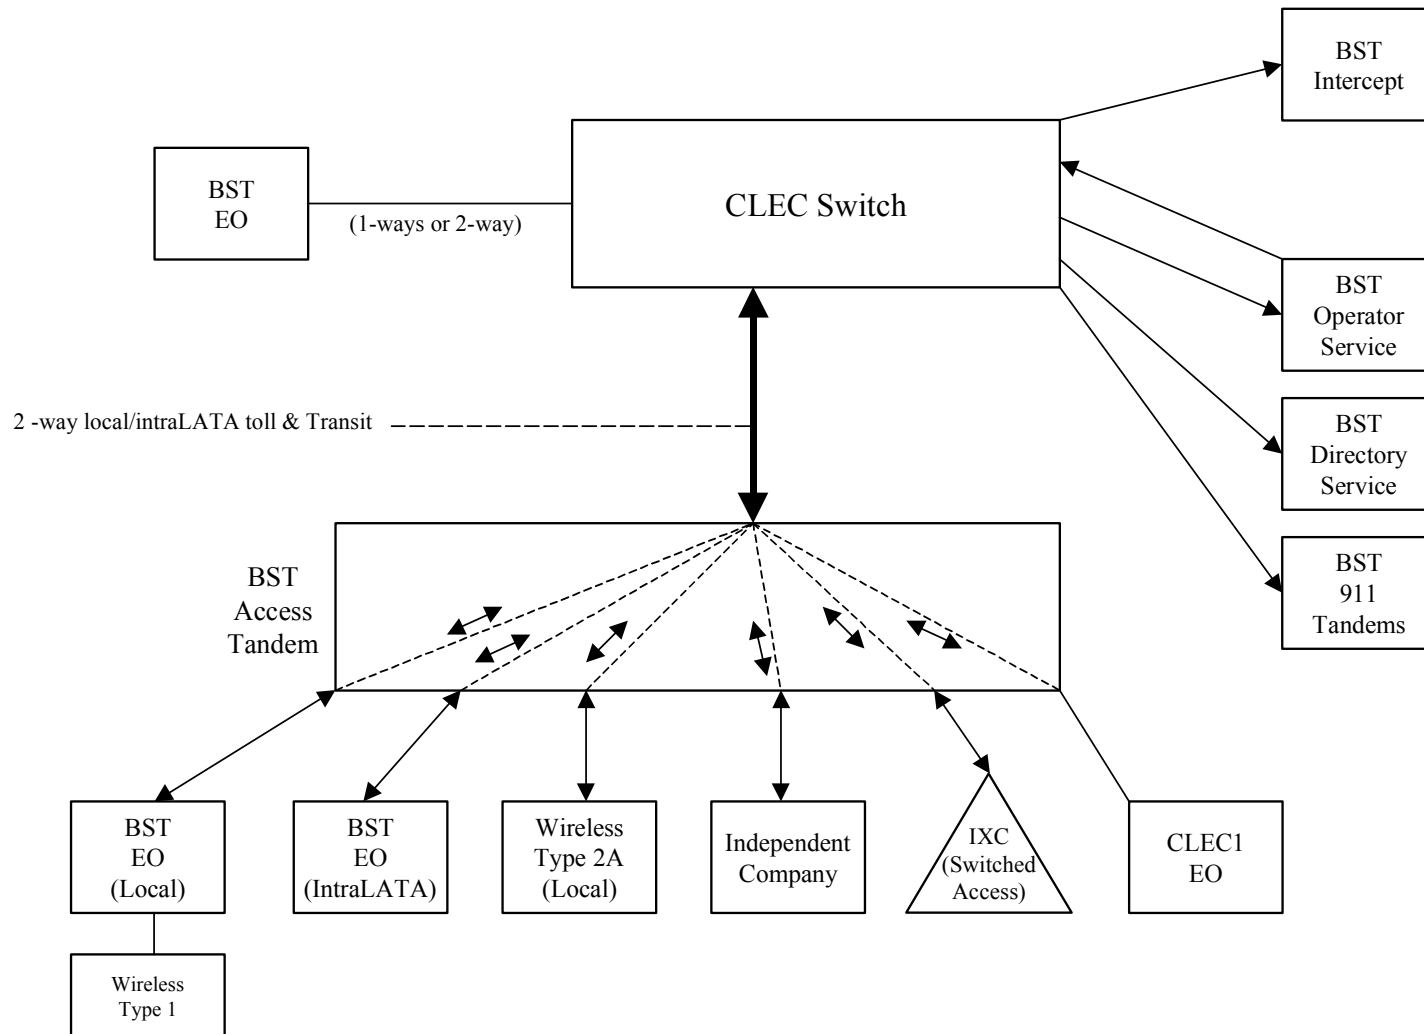 BST
Intercept
BST
EO
(1-ways or 2-way)
CLEC Switch
BST
Operator
Service
2 -way local/intraLATA toll & Transit
BST
Directory
Service
BST
Access
Tandem
BST
911
Tandems
BST
EO
(Local)
BST
EO
(IntraLATA)
Wireless
Type 2A
(Local)
Independent
Company
IXC
(Switched
Access)
CLEC1
EO
Wireless
Type 1